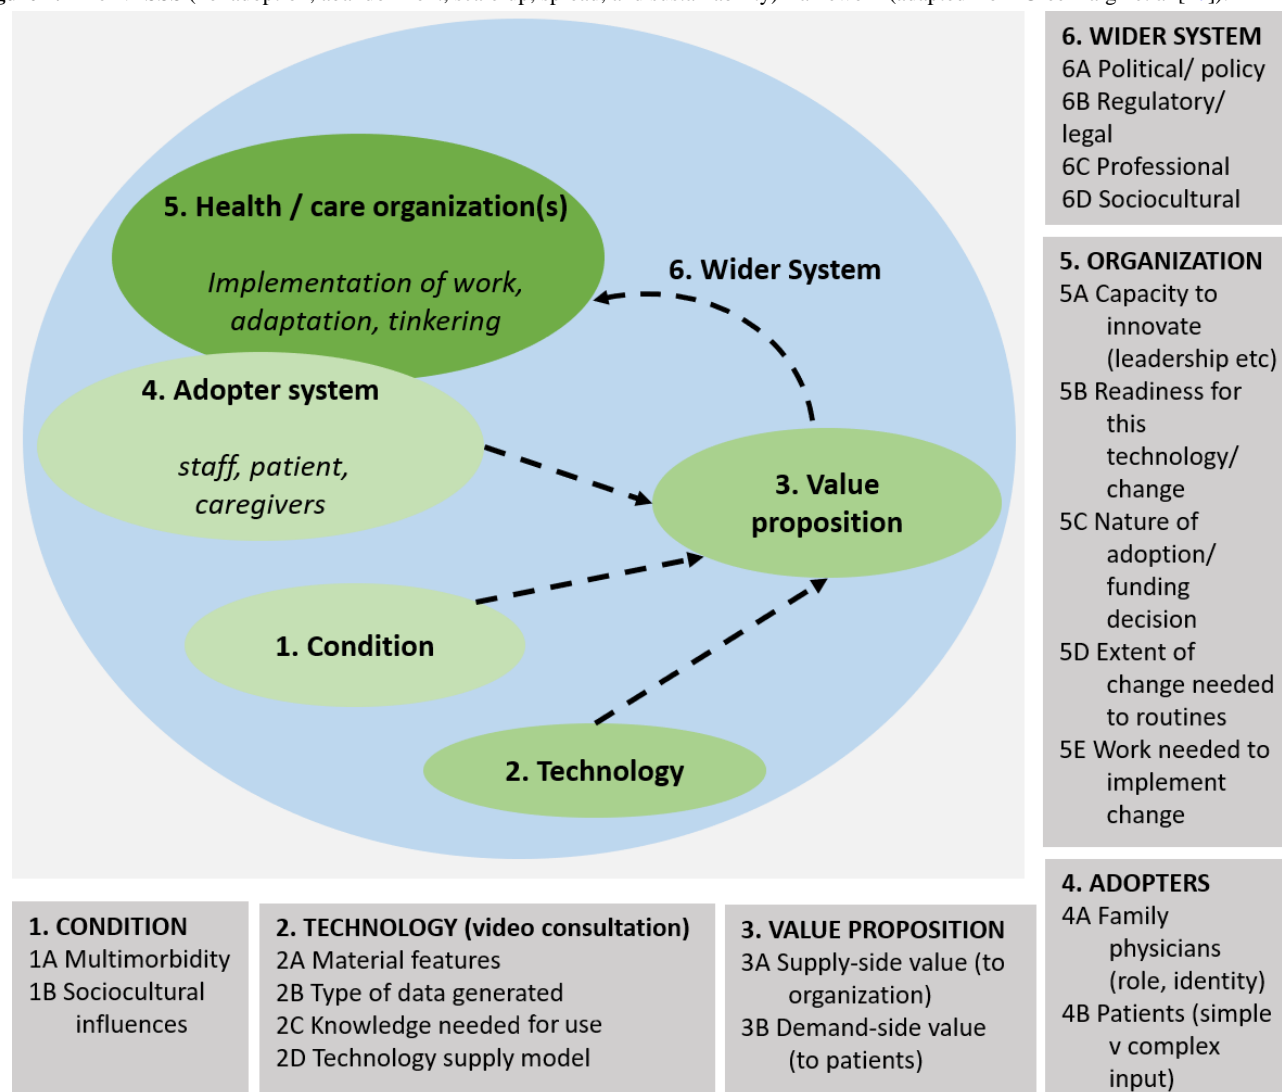 5. Health / care organization(s)
Implementation of work,
adaptation, tinkering
6. Wider System
4. Adopter system
staff, patient,
caregivers
3. Value
proposition
1. Condition
2. Technology
6. WIDER SYSTEM
6A Political/ policy
6B Regulatory/
legal
6C Professional
6D Sociocultural
5. ORGANIZATION
5A Capacity to
innovate
(leadership etc)
5B Readiness for
this
technology/
change
5C Nature of
adoption/
funding
decision
5D Extent of
change needed
to routines
5E Work needed to
implement
change
4. ADOPTERS
4A Family
physicians
(role, identity)
4B Patients (simple
v complex
input)
1. CONDITION
1A Multimorbidity
1B Sociocultural
influences
2. TECHNOLOGY (video consultation)
2A Material features
2B Type of data generated
2C Knowledge needed for use
2D Technology supply model
3. VALUE PROPOSITION
3A Supply-side value (to
organization)
3B Demand-side value
(to patients)